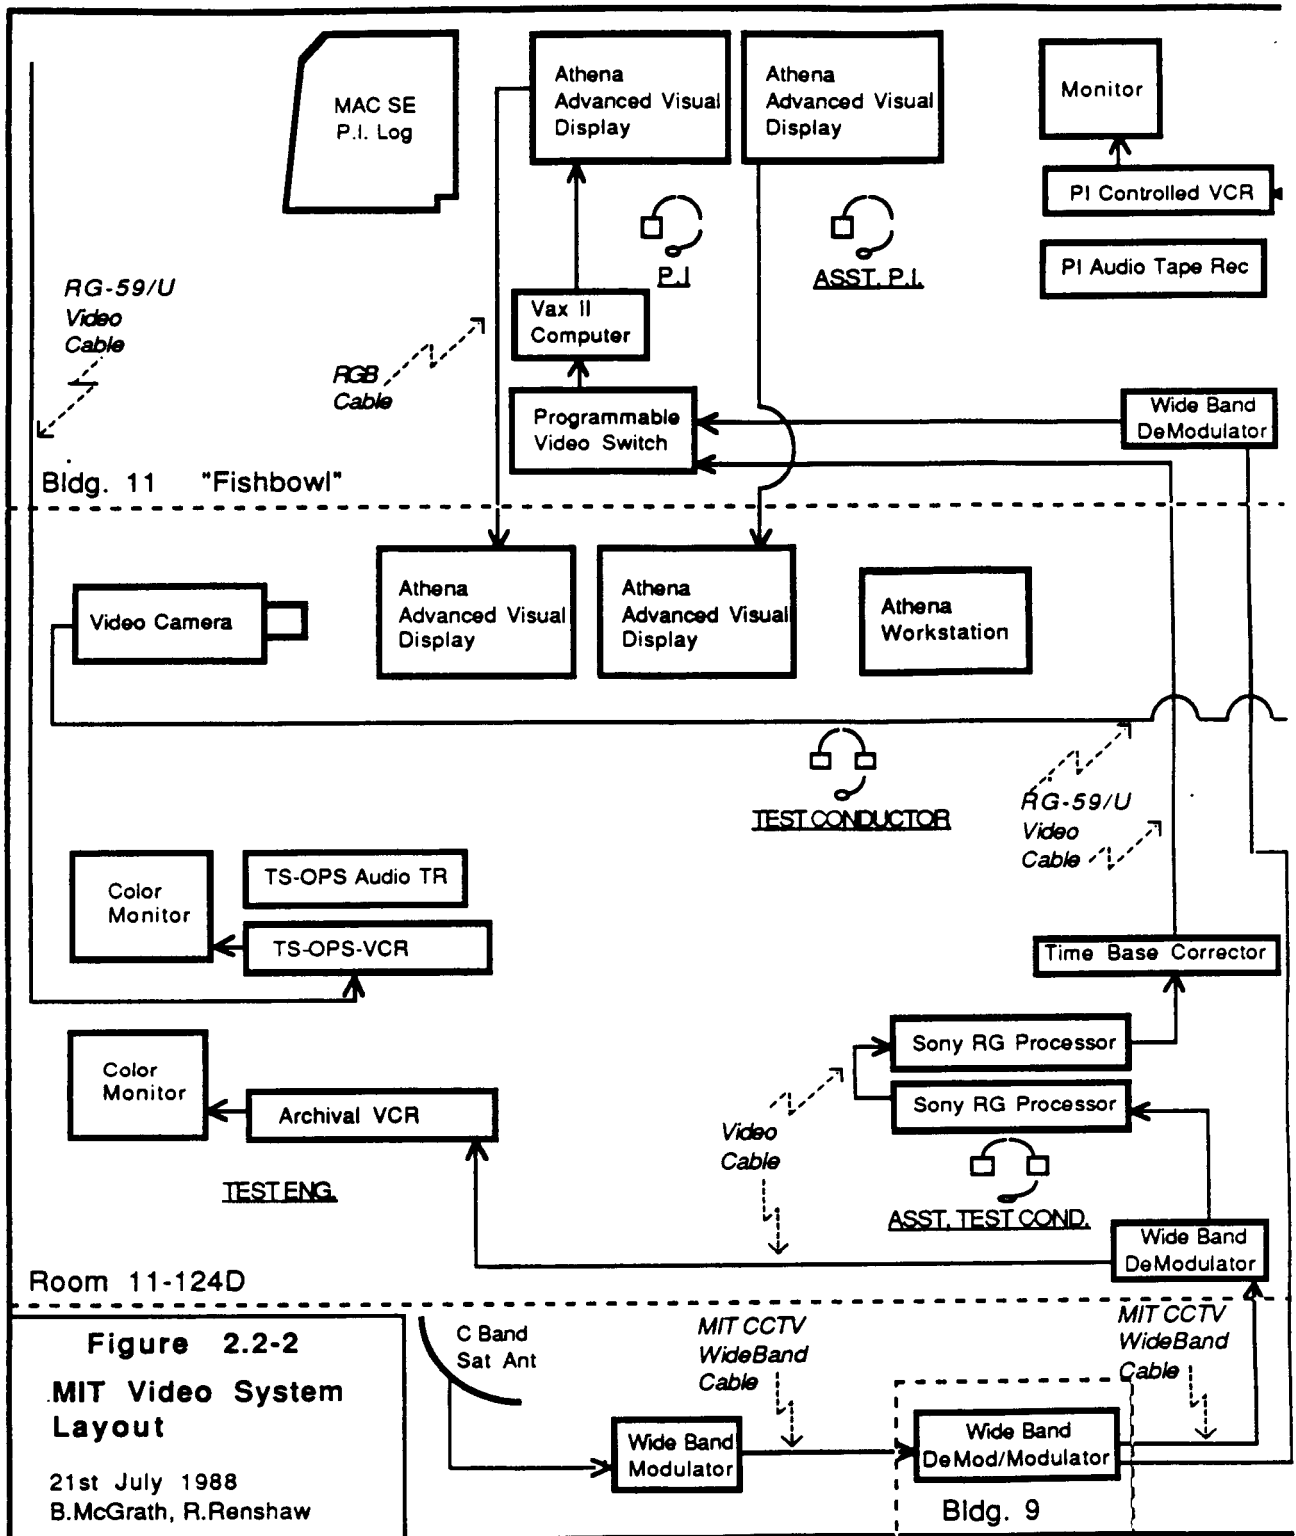 MAC SE
P.I. Log
Athena
Advanced Visual
Display
Athena
Advanced Visual
Display
Monitor
PI Controlled VCR
PI Audio Tape Rec
P.I
ASST. P.I.
RG-59/U
Video
Cable
RGB
Cable
Vax II
Computer
Programmable
Video Switch
Wide Band
DeModulator
Bldg. 11 "Fishbowl"
Video Camera
Athena
Advanced Visual
Display
Athena
Advanced Visual
Display
Athena
Workstation
TEST CONDUCTOR
RG-59/U
Video
Cable
Color
Monitor
TS-OPS Audio TR
TS-OPS-VCR
Time Base Corrector
Sony RG Processor
Sony RG Processor
Color
Monitor
Archival VCR
Video
Cable
TEST ENG.
ASST. TEST COND.
Wide Band
DeModulator
Room 11-124D
Figure 2.2-2
MIT Video System
Layout
21st July 1988
B.McGrath, R.Renshaw
C Band
Sat Ant
Wide Band
Modulator
MIT CCTV
WideBand
Cable
Wide Band
DeMod/Modulator
Bldg. 9
MIT CCTV
WideBand
Cable